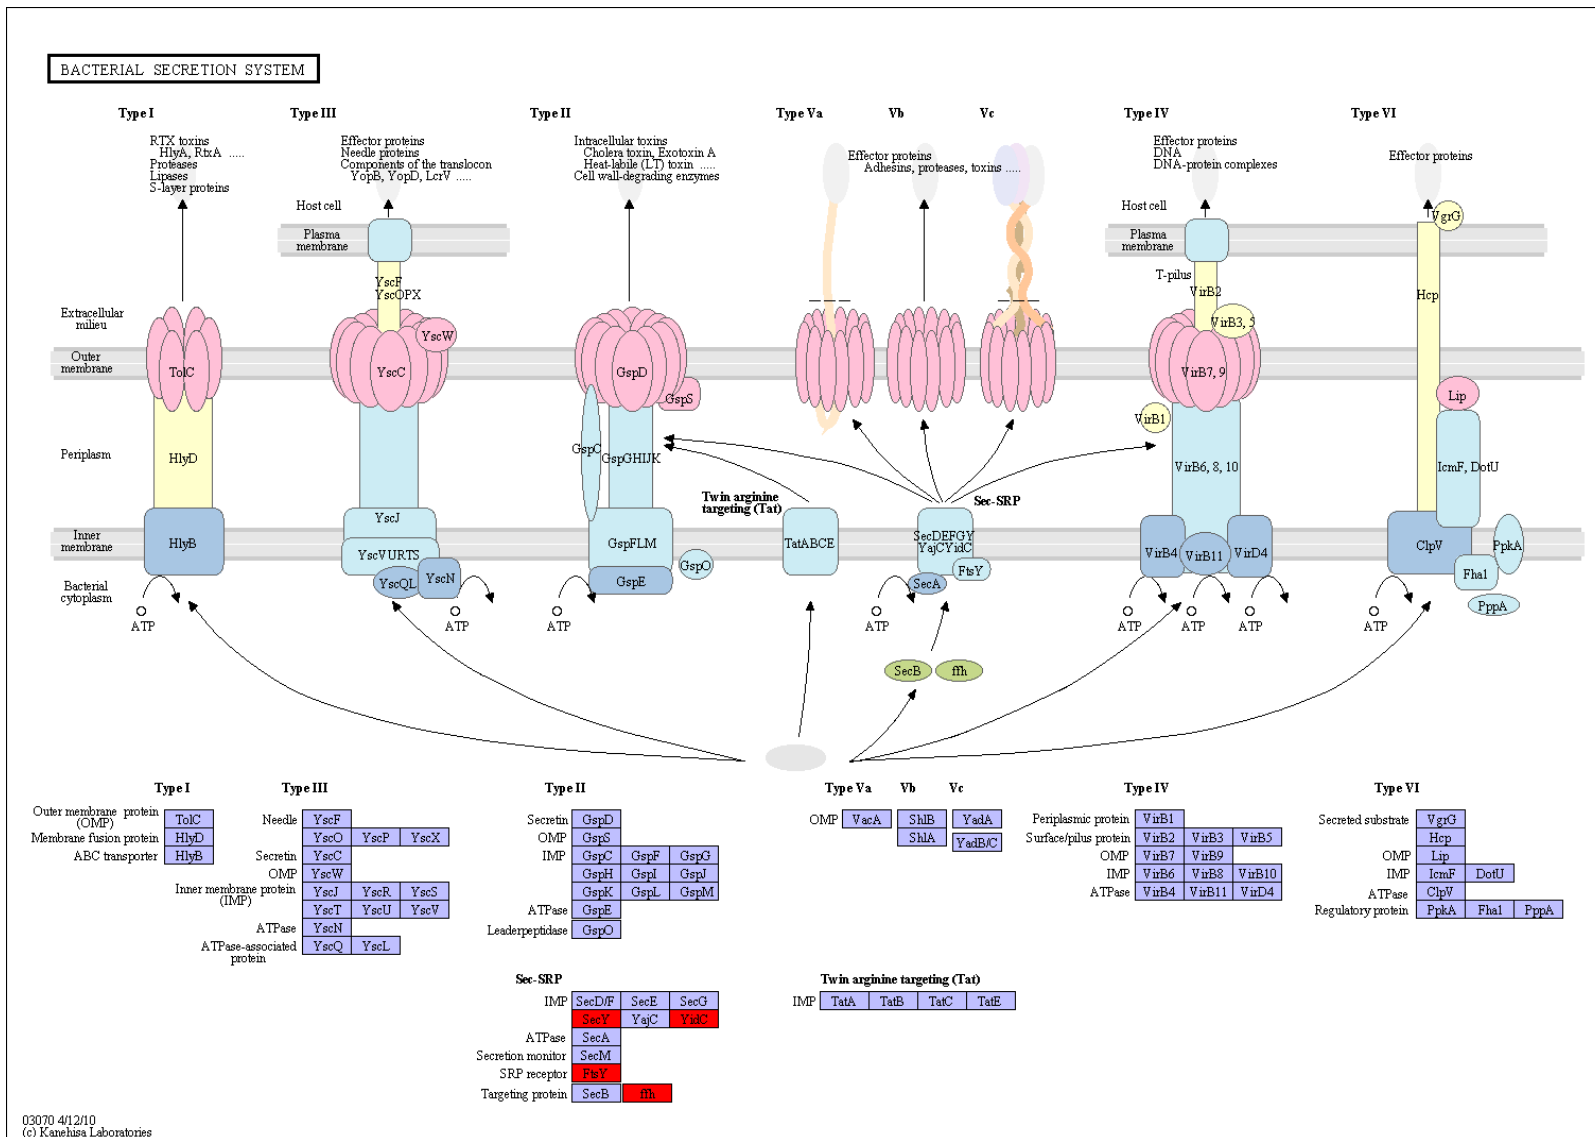 BACTERIAL SECRETION SYSTEM
Type I
Type III
Type II
Type Va
Vb
Vc
Type IV
Type VI
RTX toxins
HlyA, RtxA .....
Proteases
Lipases
S-layer proteins
Effector proteins
Needle proteins
Components of the translocon
YopB, YopD, LcrV .....
Intracellular toxins
Cholera toxin, Exotoxin A
Heat-labile (LT) toxin .....
Cell wall-degrading enzymes
Effector proteins
Adhesins, proteases, toxins .....
Effector proteins
DNA
DNA-protein complexes
Effector proteins
Host cell
Plasma
membrane
Host cell
Plasma
membrane
VgrG
YscF
YscOPX
T-pilus
VirB2
Hcp
Extracellular
milieu
YscW
VirB3, 5
Outer
membrane
TolC
YscC
GspD
GspS
VirB7, 9
Lip
VirB1
Periplasm
HlyD
GspC
GspGHIJK
VirB6, 8, 10
IcmF, DotU
Twin arginine
targeting (Tat)
Sec-SRP
Inner
membrane
HlyB
YscJ
YscVURTS
GspFLM
TatABCE
SecDEFGY
YajCYidC
VirB4
VirB11
VirD4
ClpV
PpkA
Bacterial
cytoplasm
YscQL
YscN
GspE
GspO
SecA
FtsY
Fha1
PppA
ATP
ATP
ATP
ATP
ATP
ATP
ATP
ATP
SecB
ffh
Type I
Outer membrane protein
(OMP)
TolC
Membrane fusion protein
HlyD
ABC transporter
HlyB
Type III
Needle
YscF
YscO YscP YscX
Secretin
YscC
OMP
YscW
Inner membrane protein
(IMP)
YscJ YscR YscS
YscT YscU YscV
ATPase
YscN
ATPase-associated
protein
YscQ YscL
Type II
Secretin
GspD
OMP
GspS
IMP
GspC GspF GspG
GspH GspI GspJ
GspK GspL GspM
ATPase
GspE
Leaderpeptidase
GspO
Type Va
Vb
Vc
OMP
VacA
ShlB
YadA
ShlA
YadB/C
Type IV
Periplasmic protein
VirB1
Surface/pilus protein
VirB2 VirB3 VirB5
OMP
VirB7 VirB9
IMP
VirB6 VirB8 VirB10
ATPase
VirB4 VirB11 VirD4
Type VI
Secreted substrate
VgrG
Hcp
OMP
Lip
IMP
IcmF DotU
ATPase
ClpV
Regulatory protein
PpkA Fha1 PppA
Sec-SRP
IMP
SecD/F SecE SecG
SecY YajC YidC
ATPase
SecA
Secretion monitor
SecM
SRP receptor
FtsY
Targeting protein
SecB ffh
Twin arginine targeting (Tat)
IMP
TatA TatB TatC TatE
03070 4/12/10
(c) Kanehisa Laboratories